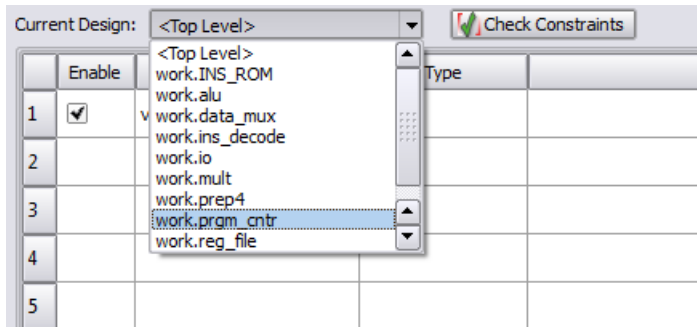 Current Design: <Top Level> Check Constraints
Enable Type
<Top Level>
work.INS_ROM
work.alu
work.data_mux
work.ins_decode
work.io
work.mult
work.prep4
work.prgm_cntr
work.reg_file
1 v
2
3
4
5